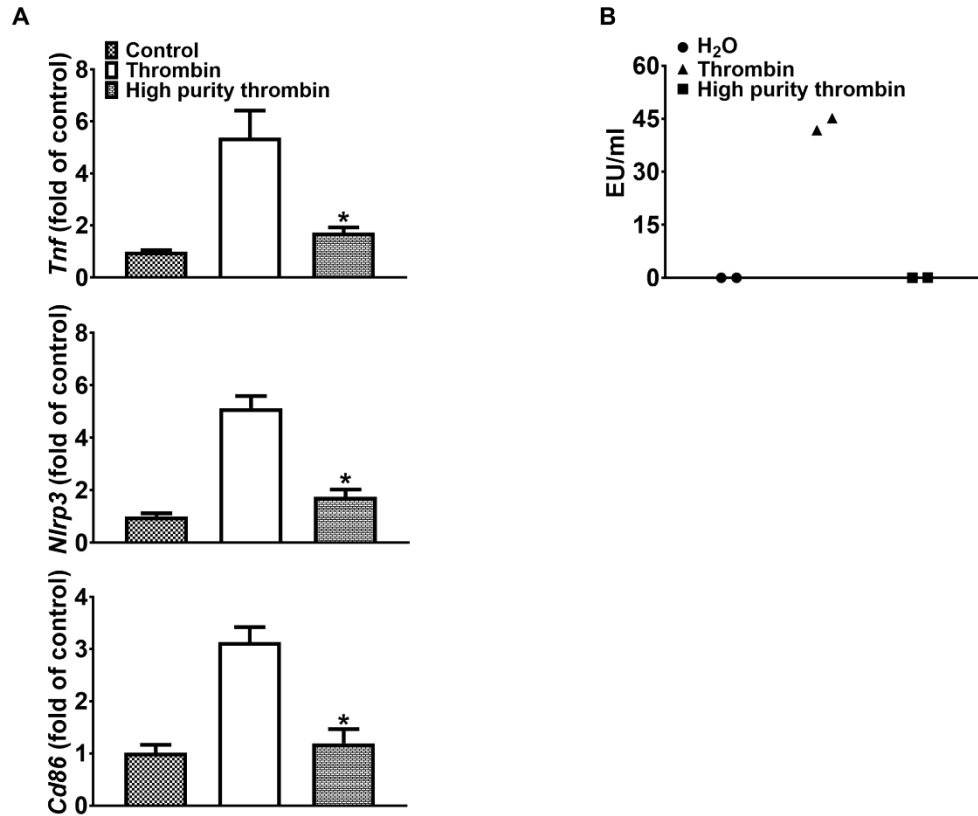 A
Control
Thrombin
High purity thrombin
Tnf (fold of control)
8
6
4
2
0
*
Nlrp3 (fold of control)
8
6
4
2
0
*
Cd86 (fold of control)
4
3
2
1
0
*
B
H₂O
Thrombin
High purity thrombin
EU/ml
60
45
30
15
0